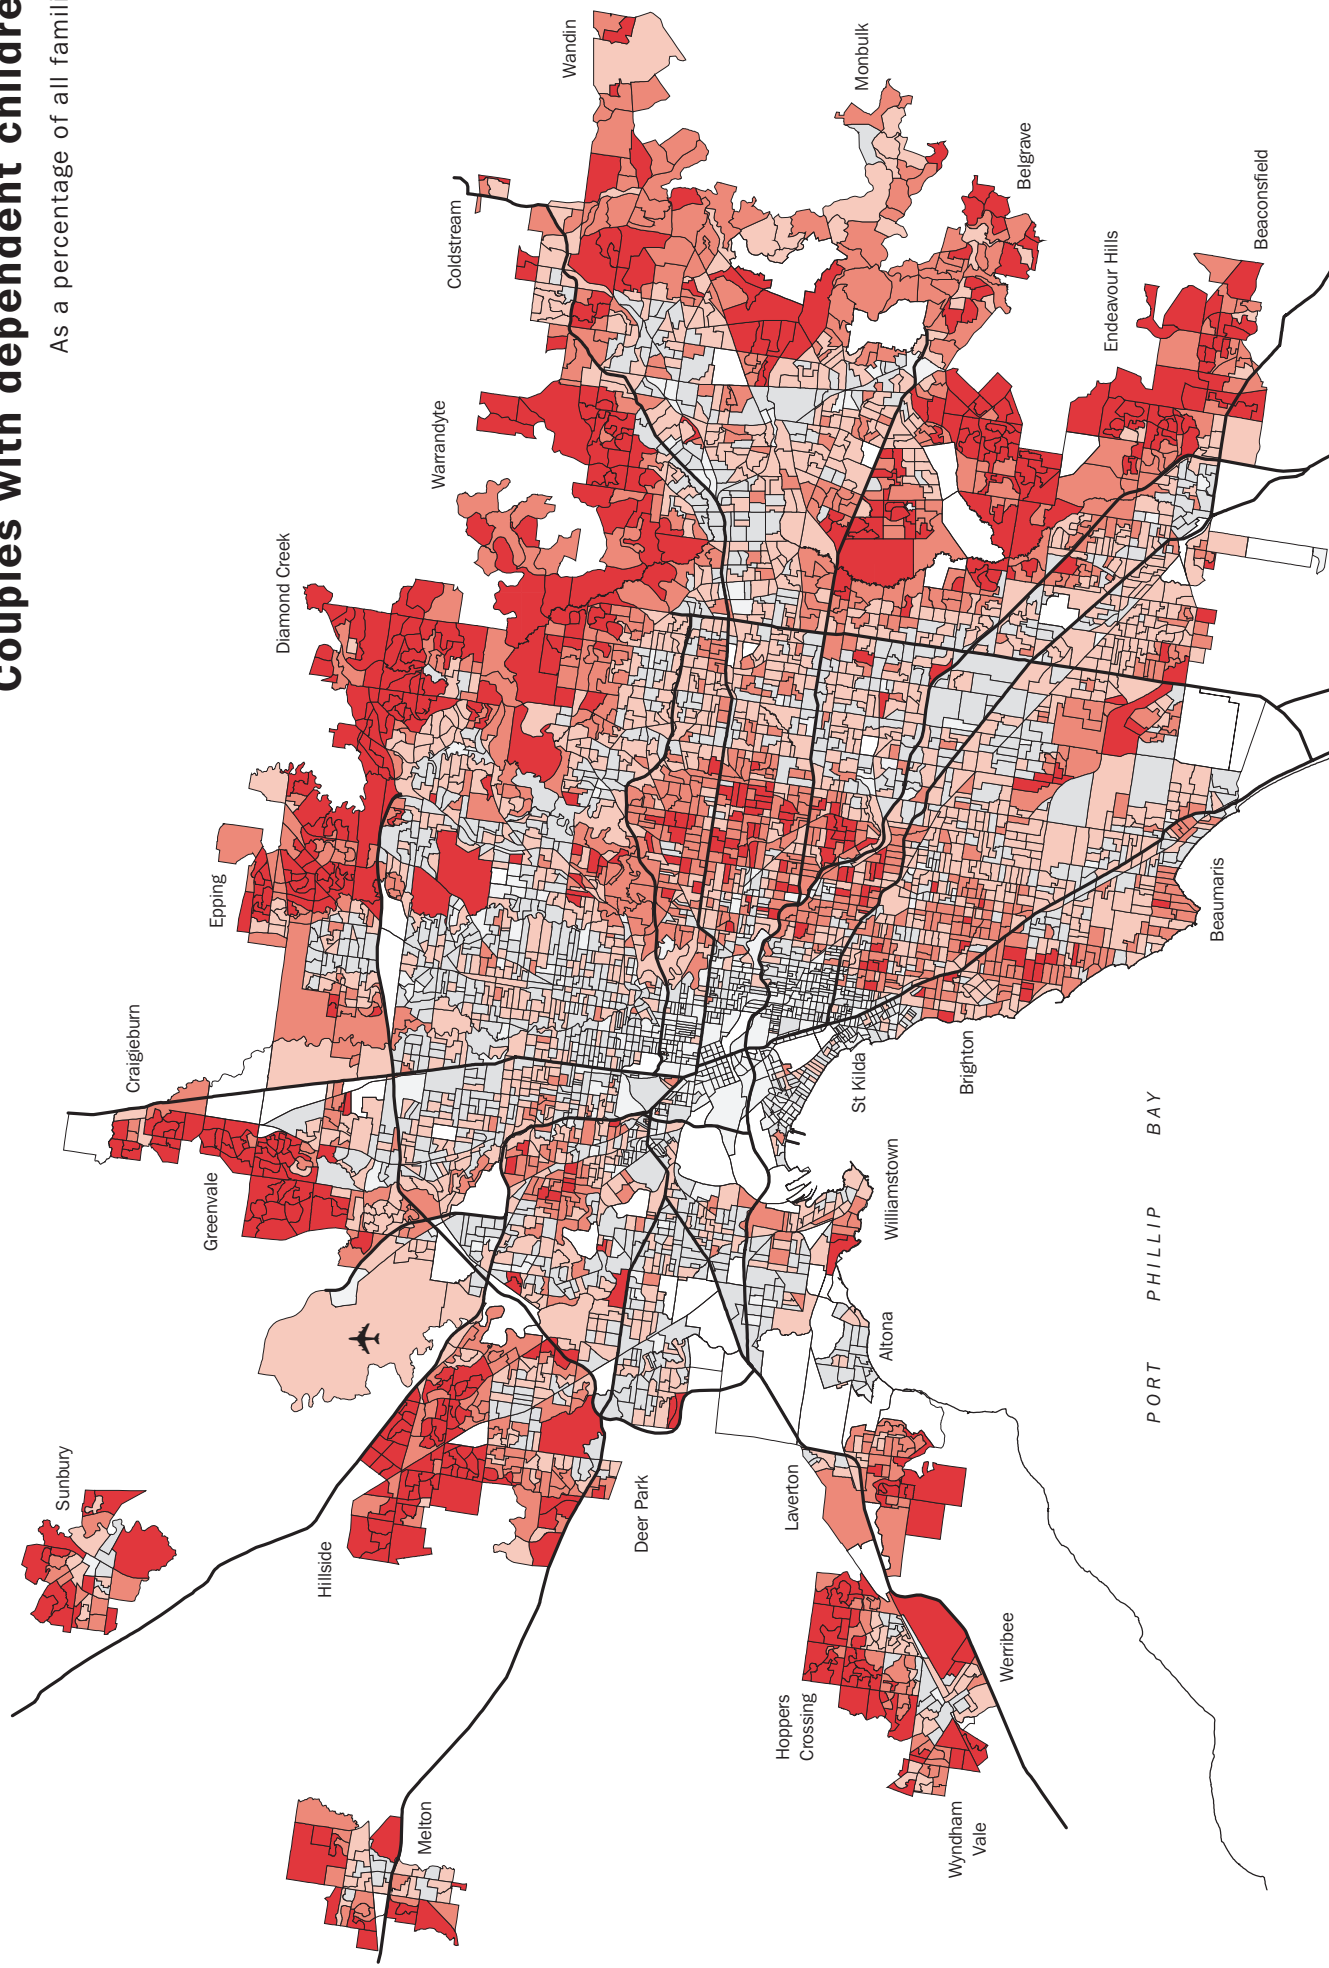 Couples with dependent childre
As a percentage of all famili
Wandin
Monbulk
Coldstream
Belgrave
Beaconsfield
Endeavour Hills
Warrandyte
Diamond Creek
Epping
Beaumaris
Craigieburn
St Kilda
Brighton
Greenvale
Williamstown
PORT PHILLIP BAY
Altona
Sunbury
Hillside
Deer Park
Laverton
Werribee
Hoppers
Crossing
Melton
Wyndham
Vale